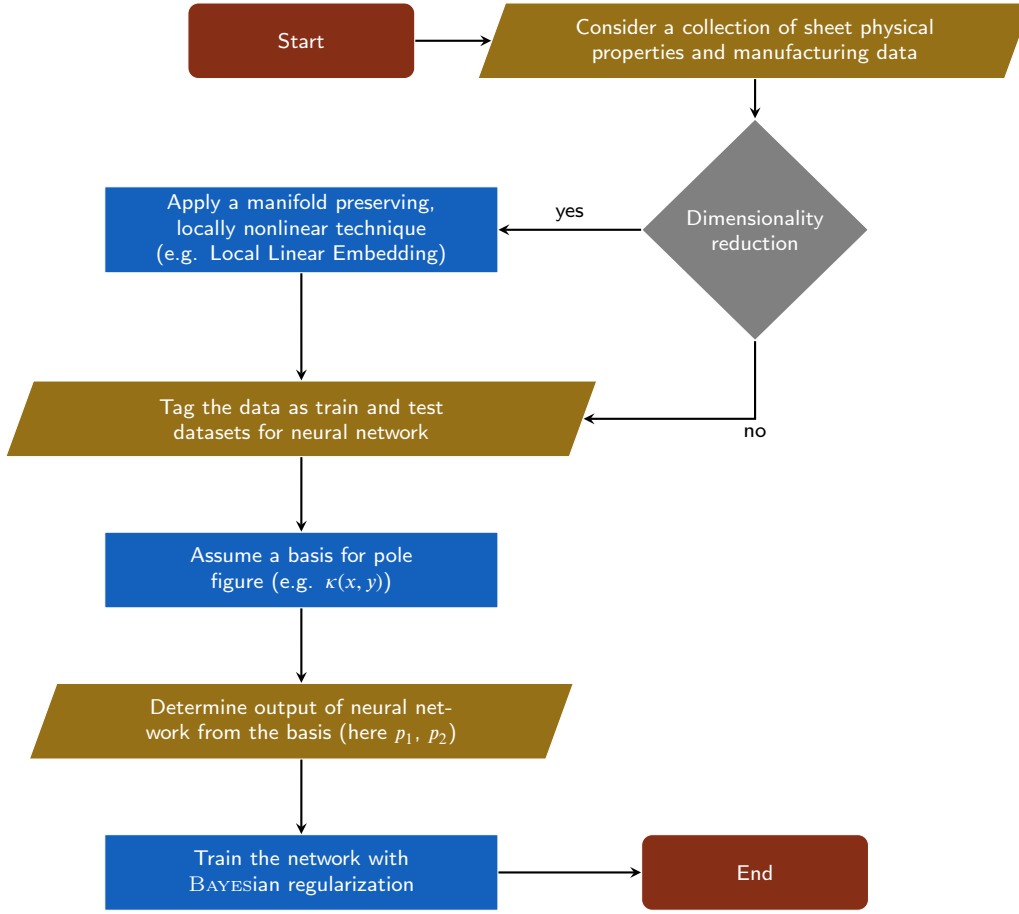 Start
Consider a collection of sheet physical
properties and manufacturing data
Dimensionality
reduction
yes
Apply a manifold preserving,
locally nonlinear technique
(e.g. Local Linear Embedding)
no
Tag the data as train and test
datasets for neural network
Assume a basis for pole
figure (e.g. κ(x, y))
Determine output of neural net-
work from the basis (here p₁, p₂)
Train the network with
BAYESian regularization
End